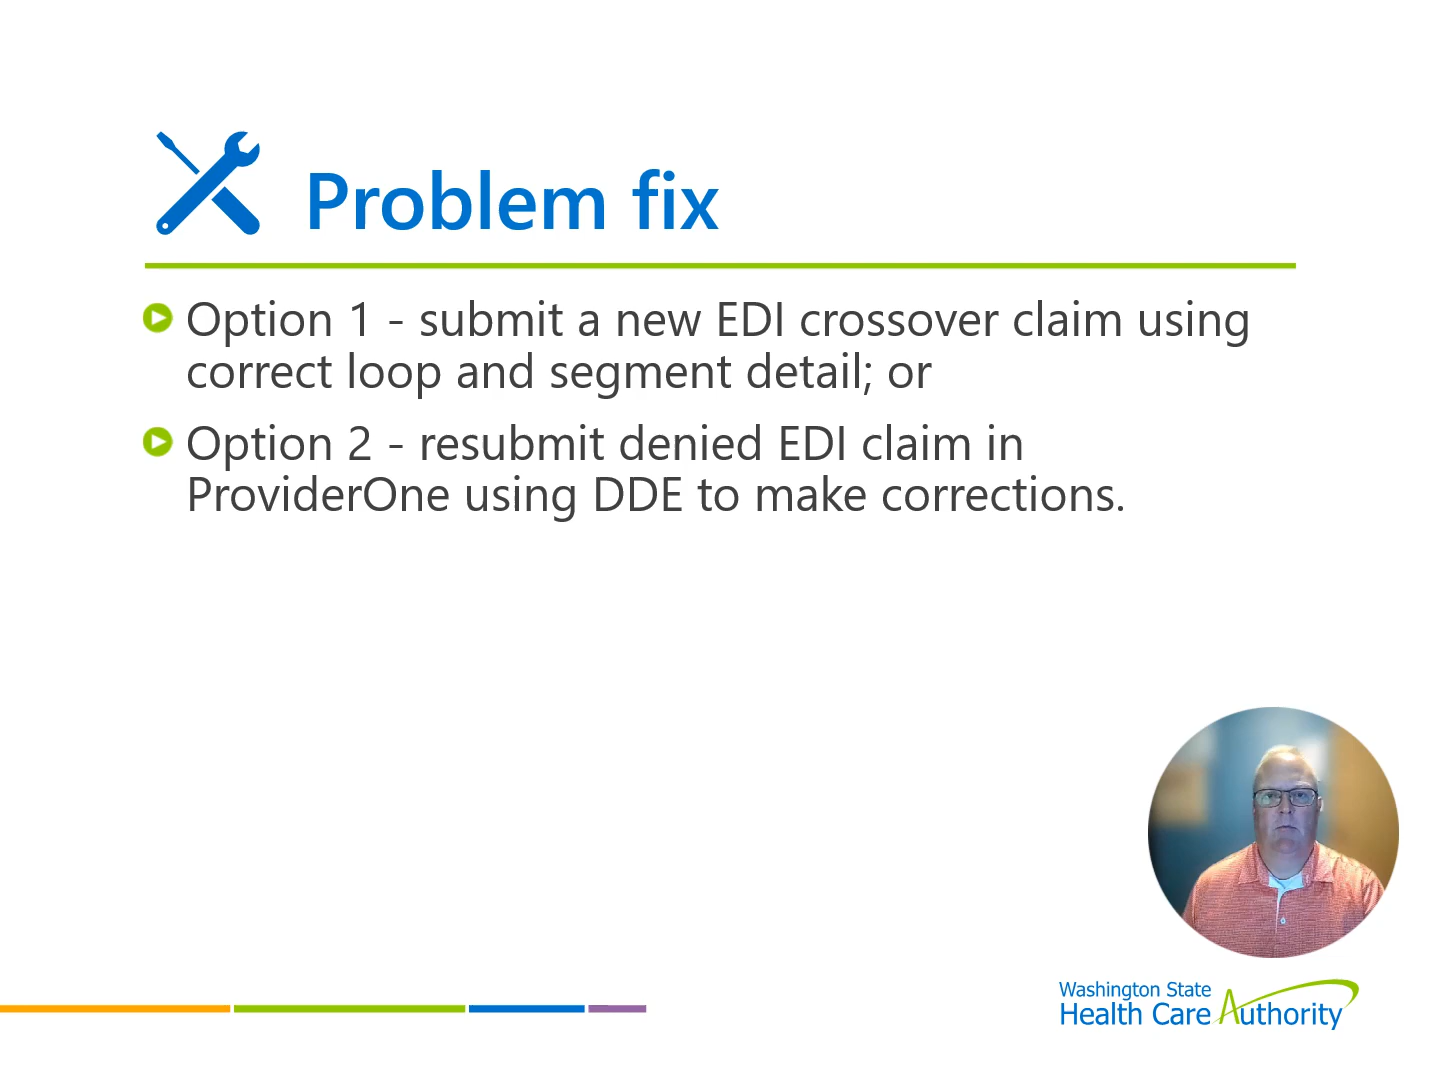 Problem fix
Option 1 - submit a new EDI crossover claim using
correct loop and segment detail; or
Option 2 - resubmit denied EDI claim in
ProviderOne using DDE to make corrections.
Washington State
Health Care Authority